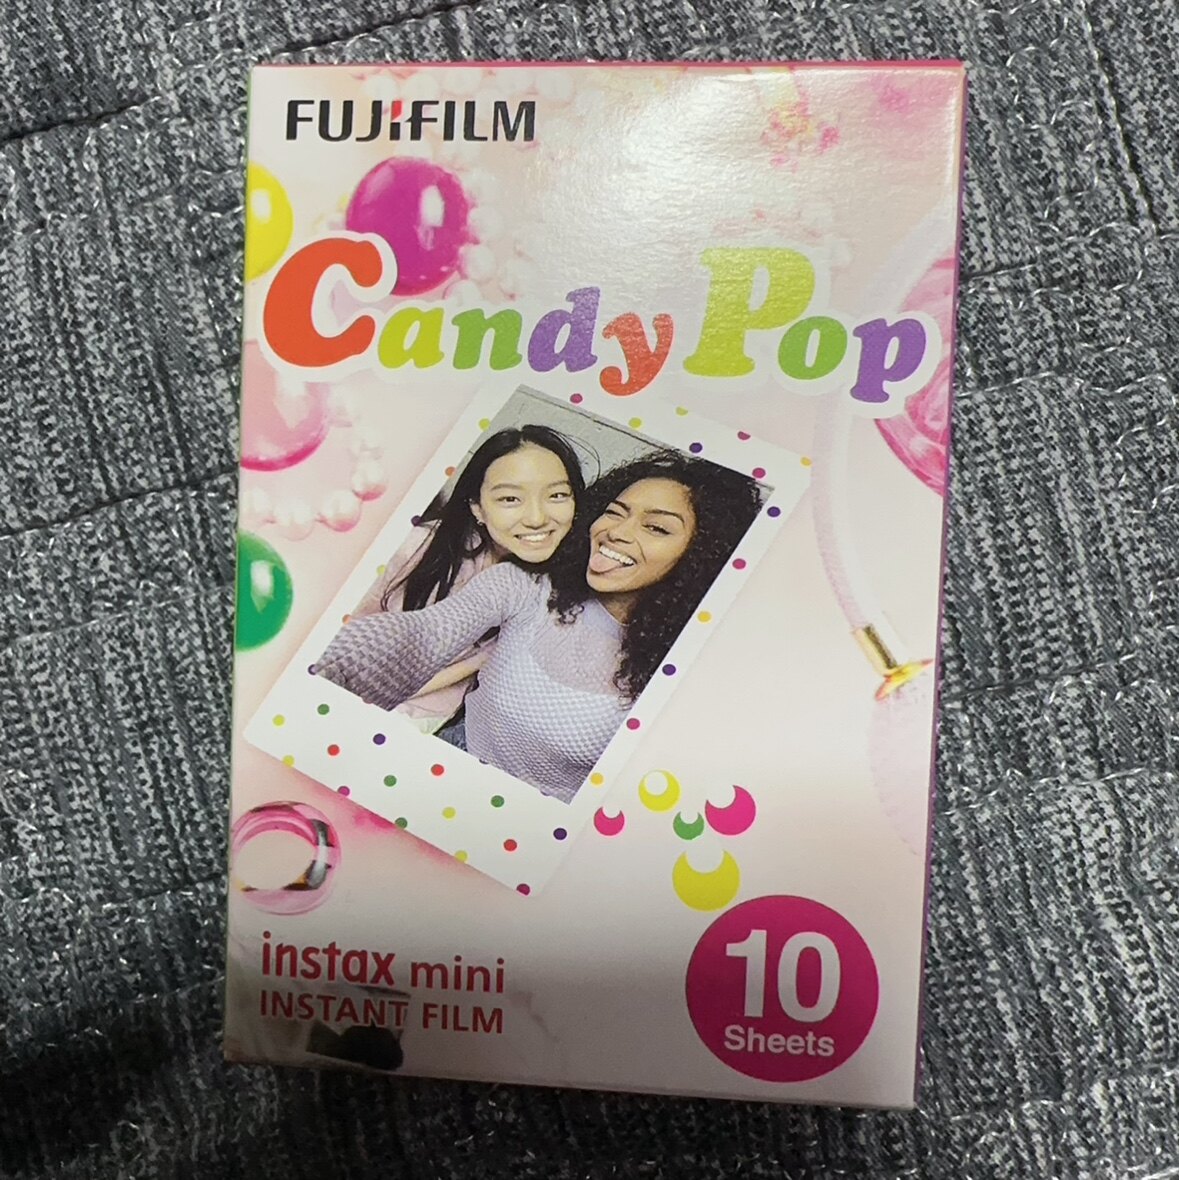 FUJIFILM
Candy Pop
instax mini
INSTANT FILM
10
Sheets